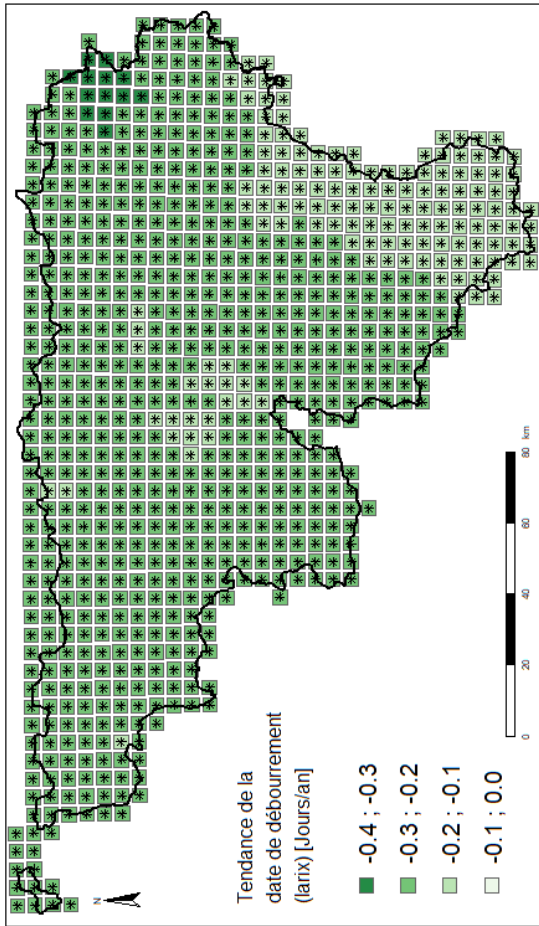 N
Tendance de la
date de débourrement
(larix) [Jours/an]
-0.4 ; -0.3
-0.3 ; -0.2
-0.2 ; -0.1
-0.1 ; 0.0
0 20 40 60 80 km